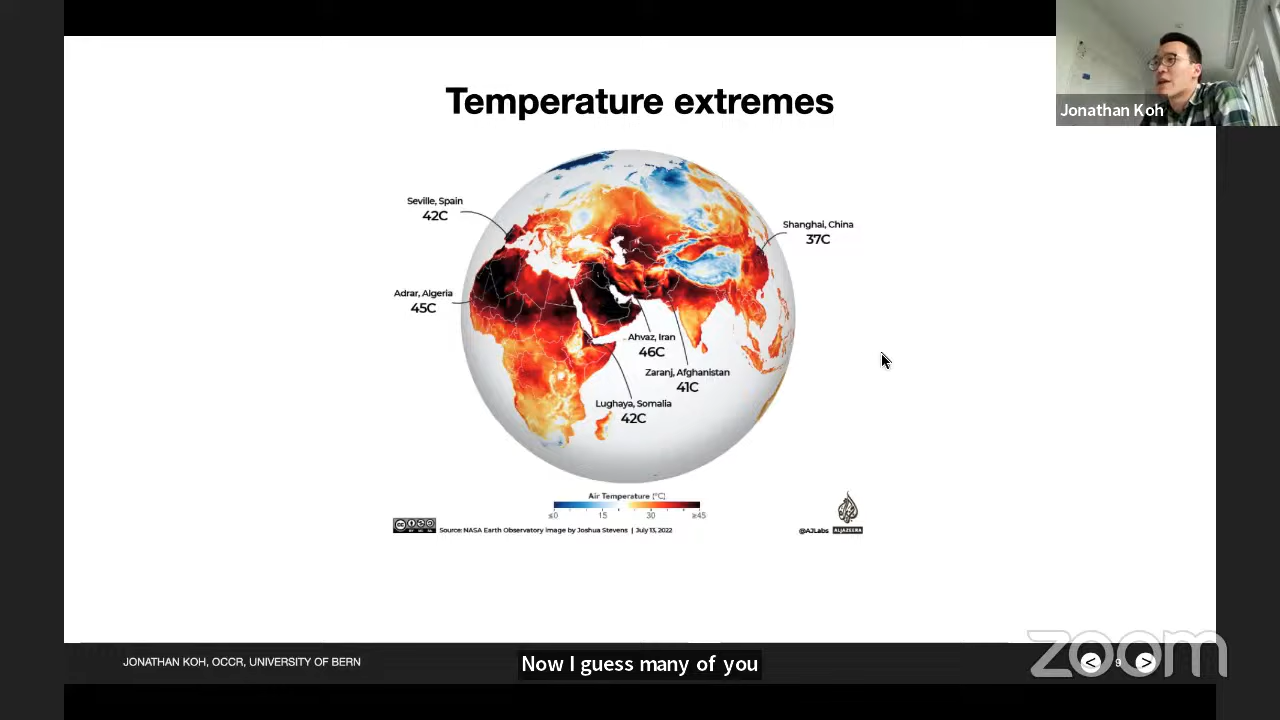 Temperature extremes
Jonathan Koh
Seville, Spain
42C
Shanghai, China
37C
Adrar, Algeria
45C
Ahvaz, Iran
46C
Zaranj, Afghanistan
41C
Lughaya, Somalia
42C
Air Temperature (°C)
≤0 15 30 ≥45
Source: NASA Earth Observatory Image by Joshua Stevens | July 13, 2022
@AJLabs ALJAZEERA
JONATHAN KOH, OCCR, UNIVERSITY OF BERN
Now I guess many of you
zoom
< 9 >